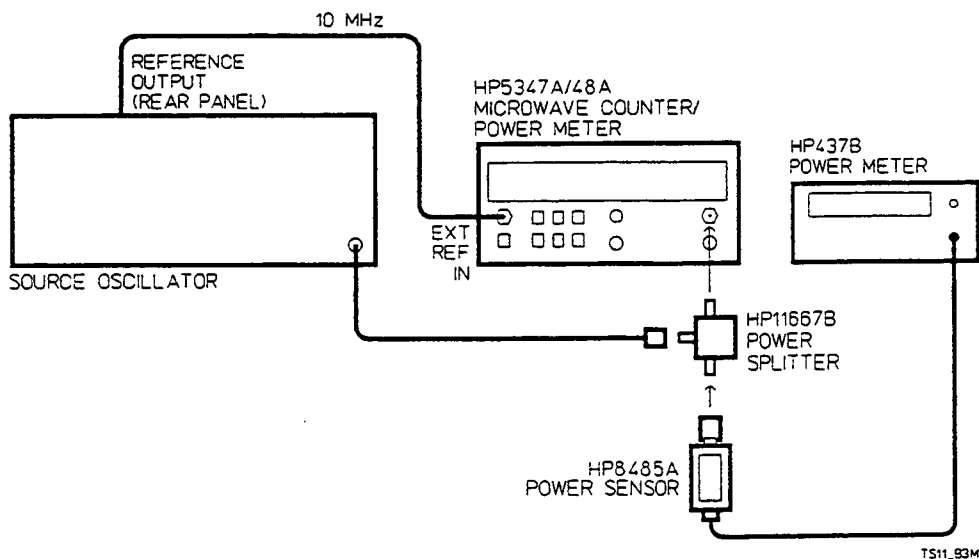 10 MHz
REFERENCE
OUTPUT
(REAR PANEL)
HP5347A/48A
MICROWAVE COUNTER/
POWER METER
HP437B
POWER METER
EXT
REF
IN
SOURCE OSCILLATOR
HP11667B
POWER
SPLITTER
HP8485A
POWER SENSOR
TS11_93M